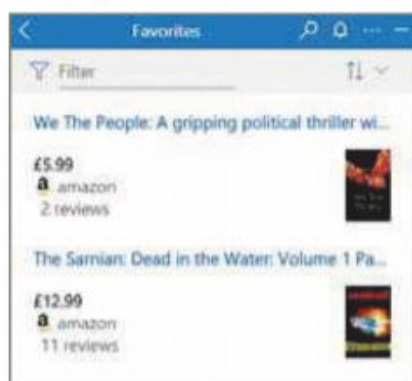 Favorites
Filter
We The People: A gripping political thriller wi...
£5.99
a amazon
2 reviews
The Sarnian: Dead in the Water: Volume 1 Pa...
£12.99
a amazon
11 reviews